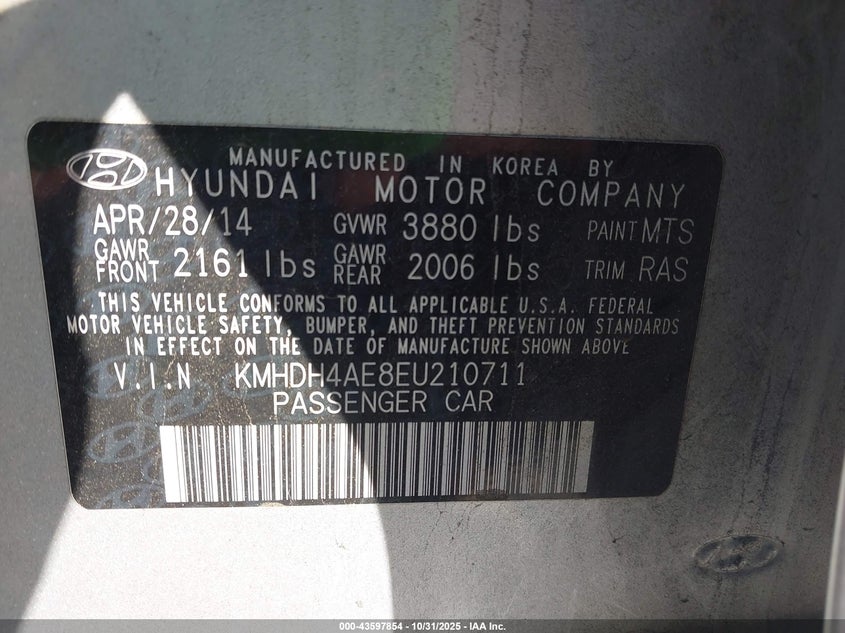 MANUFACTURED IN KOREA BY
HYUNDAI MOTOR COMPANY
APR/28/14 GVWR 3880 lbs PAINT MTS
GAWR FRONT 2161 lbs GAWR REAR 2006 lbs TRIM RAS
THIS VEHICLE CONFORMS TO ALL APPLICABLE U.S.A. FEDERAL
MOTOR VEHICLE SAFETY, BUMPER, AND THEFT PREVENTION STANDARDS
IN EFFECT ON THE DATE OF MANUFACTURE SHOWN ABOVE
V.I.N KMHDH4AE8EU210711
PASSENGER CAR
000-43597854 | 10/31/2025 - IAA Inc.